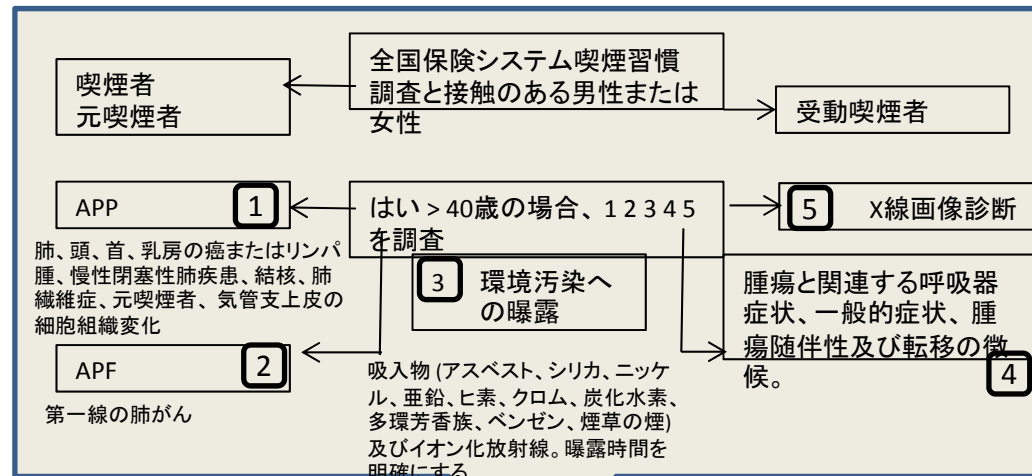 全国保険システム喫煙習慣
調査と接触のある男性または
女性
喫煙者
元喫煙者
受動喫煙者
APP 1
肺、頭、首、乳房の癌またはリンパ
腫、慢性閉塞性肺疾患、結核、肺
繊維症、元喫煙者、気管支上皮の
細胞組織変化
はい > 40歳の場合、1 2 3 4 5
を調査
5 X線画像診断
3 環境汚染へ
の曝露
腫瘍と関連する呼吸器
症状、一般的症状、腫
瘍随伴性及び転移の徴
候。
4
APF 2
第一線の肺がん
吸入物 (アスベスト、シリカ、ニッケ
ル、亜鉛、ヒ素、クロム、炭化水素、
多環芳香族、ベンゼン、煙草の煙)
及びイオン化放射線。曝露時間を
明確にする